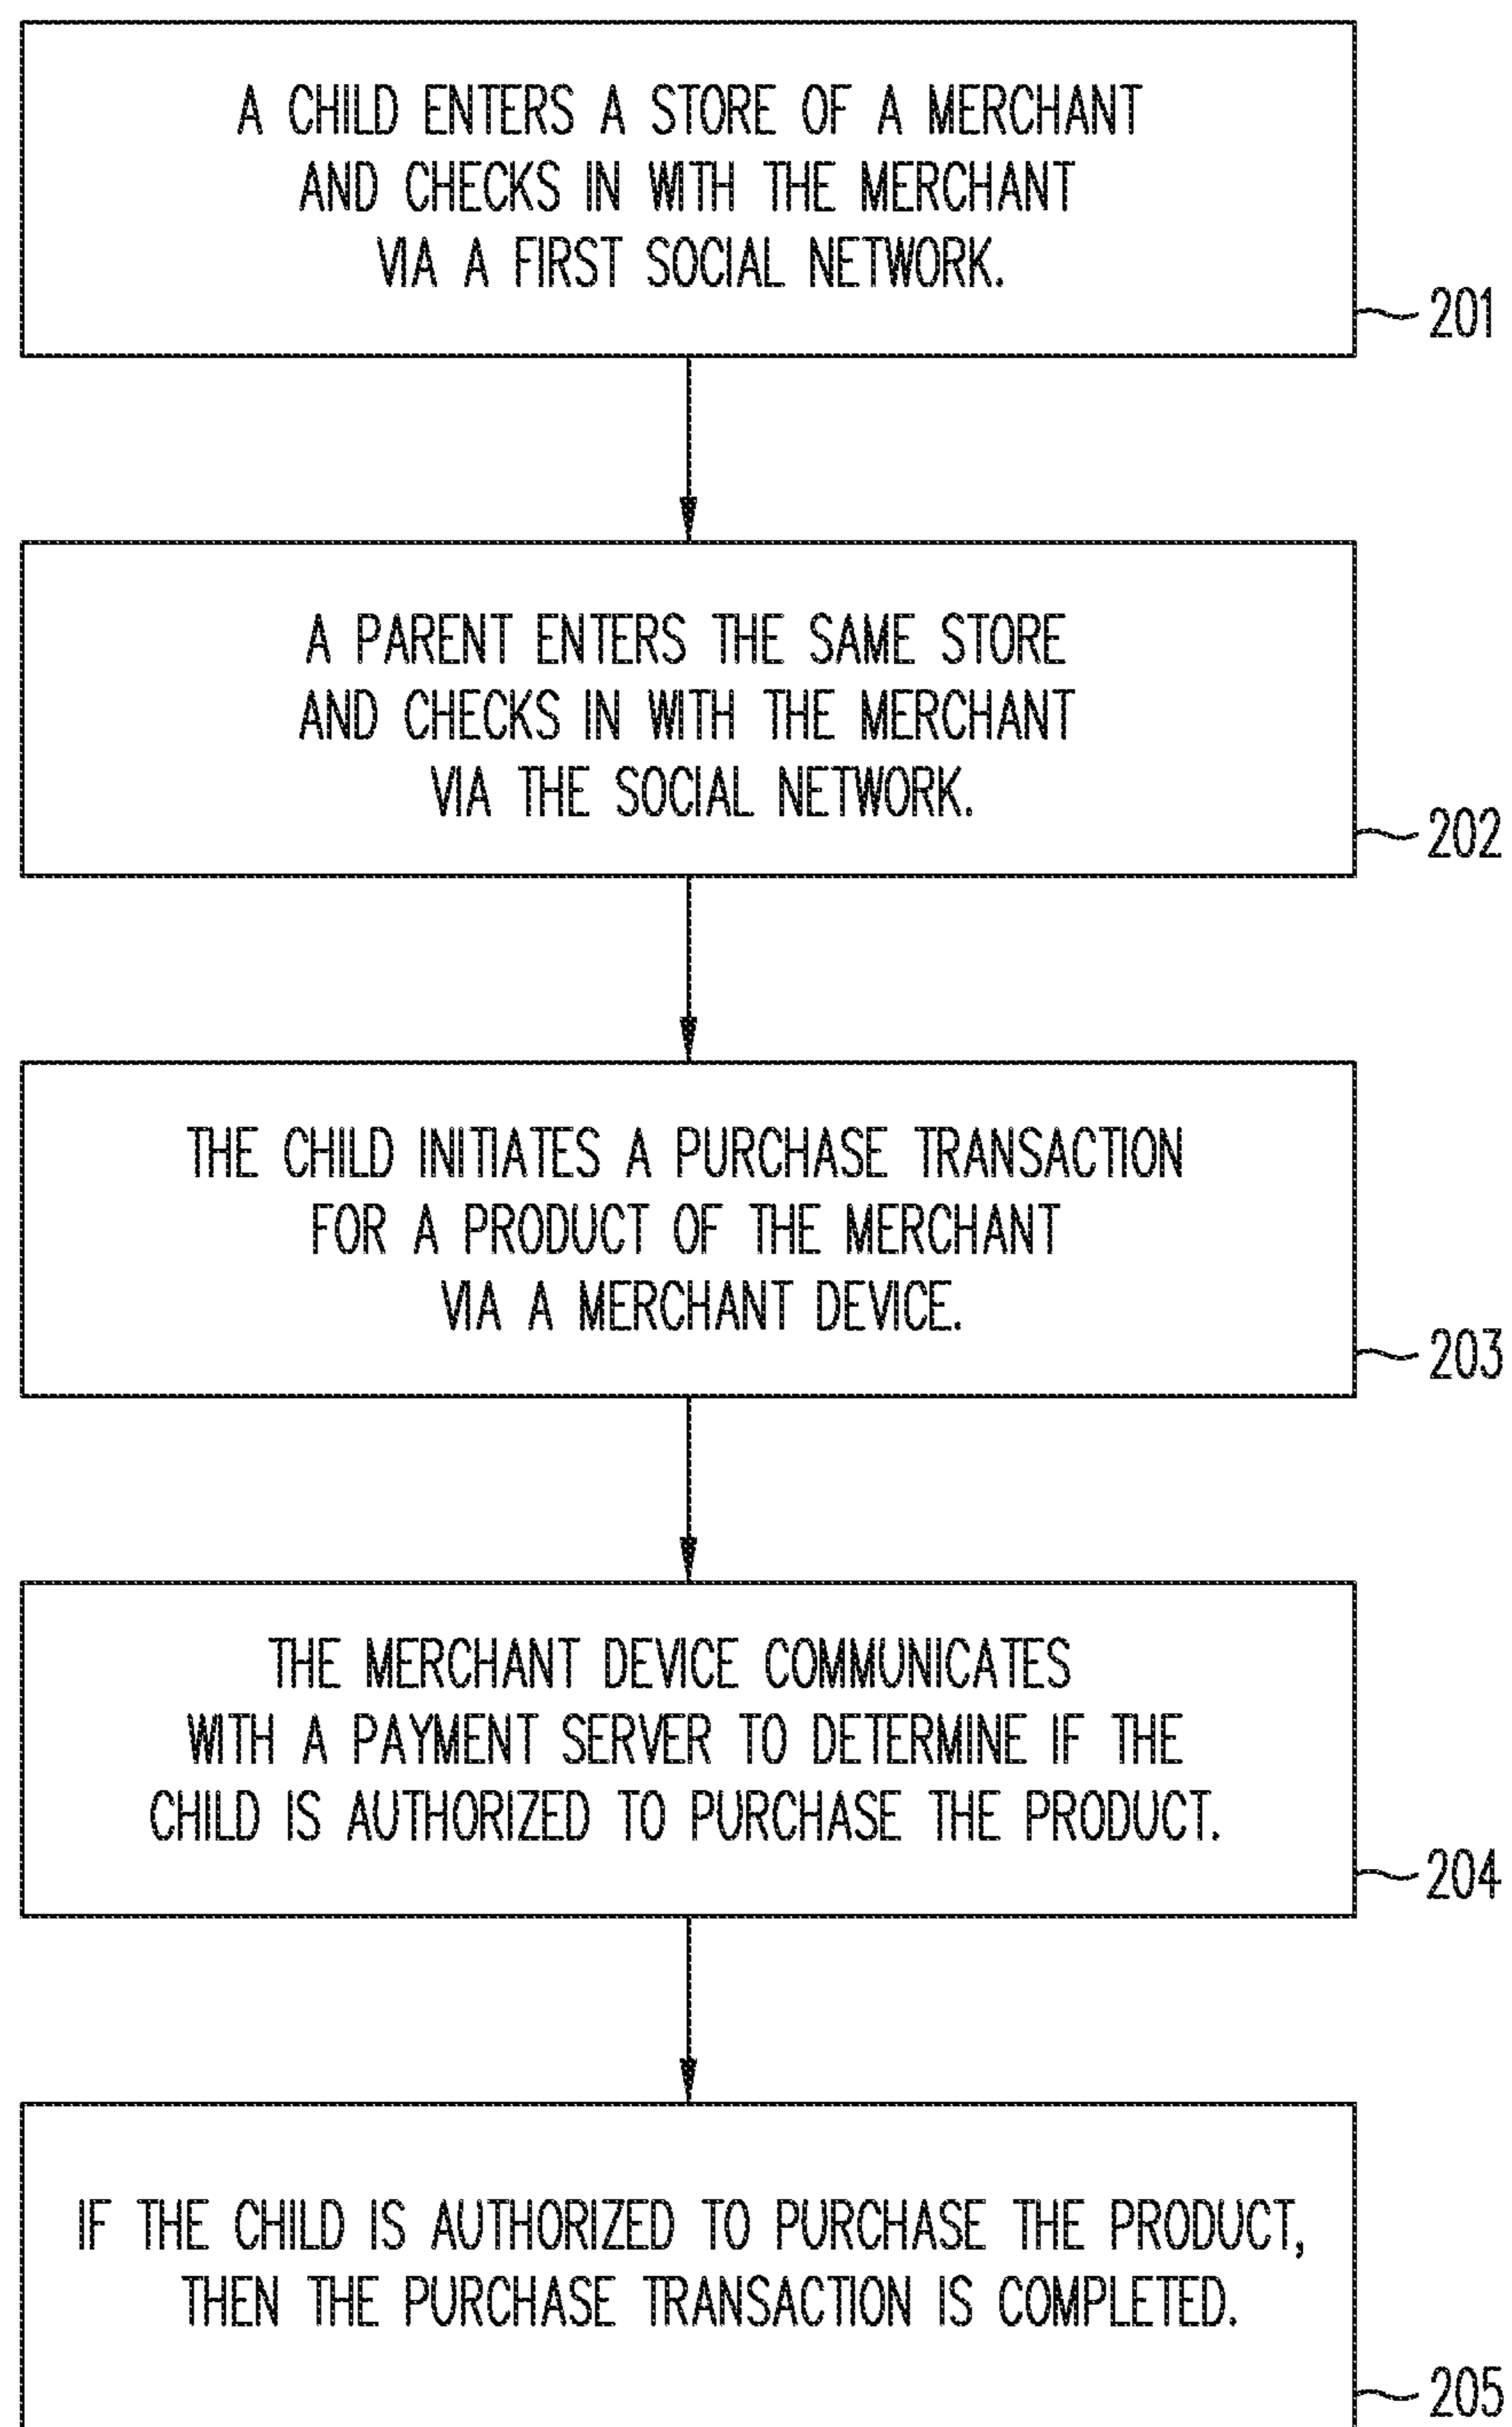 A CHILD ENTERS A STORE OF A MERCHANT
AND CHECKS IN WITH THE MERCHANT
VIA A FIRST SOCIAL NETWORK.
201
A PARENT ENTERS THE SAME STORE
AND CHECKS IN WITH THE MERCHANT
VIA THE SOCIAL NETWORK.
202
THE CHILD INITIATES A PURCHASE TRANSACTION
FOR A PRODUCT OF THE MERCHANT
VIA A MERCHANT DEVICE.
203
THE MERCHANT DEVICE COMMUNICATES
WITH A PAYMENT SERVER TO DETERMINE IF THE
CHILD IS AUTHORIZED TO PURCHASE THE PRODUCT.
204
IF THE CHILD IS AUTHORIZED TO PURCHASE THE PRODUCT,
THEN THE PURCHASE TRANSACTION IS COMPLETED.
205